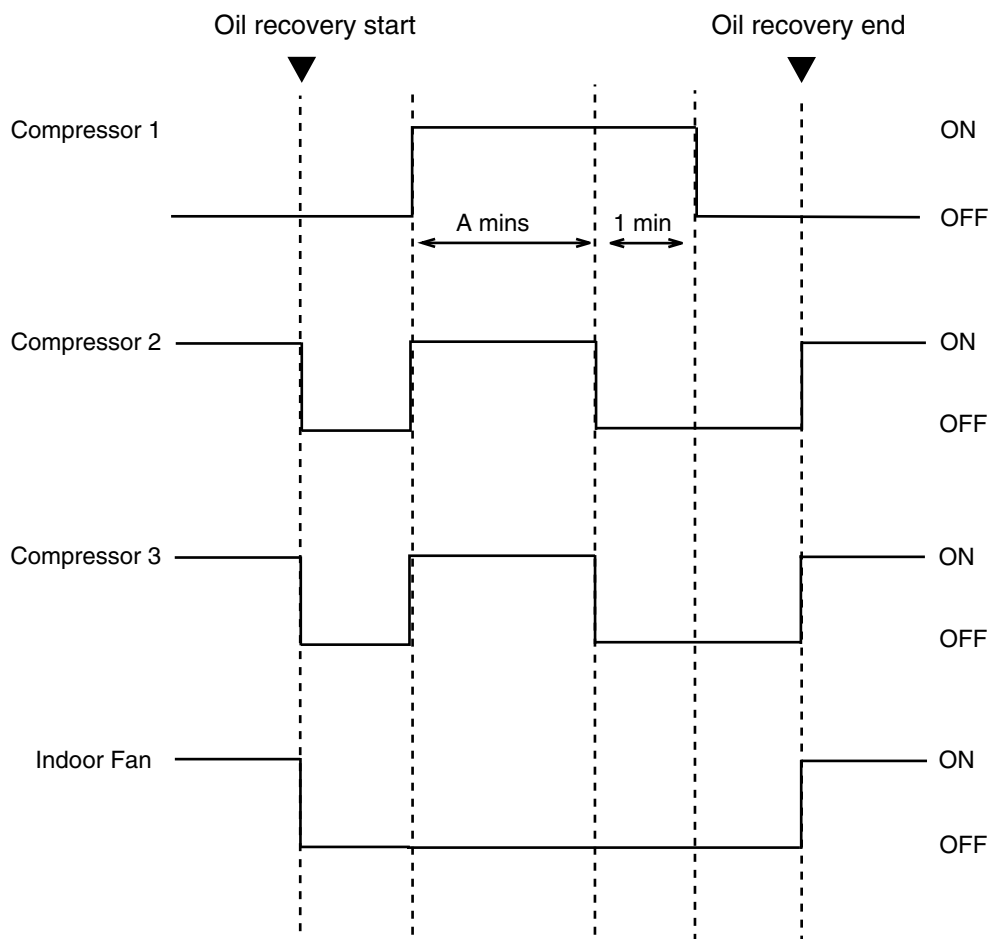 Oil recovery start
Oil recovery end
Compressor 1
ON
OFF
A mins
1 min
Compressor 2
ON
OFF
Compressor 3
ON
OFF
Indoor Fan
ON
OFF